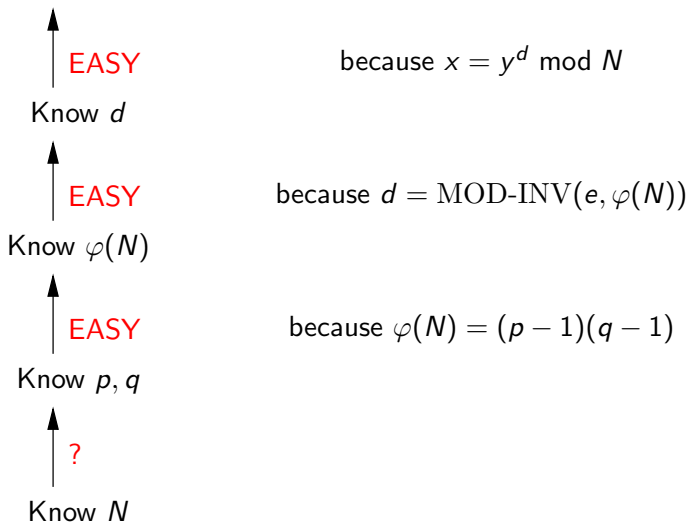 EASY because x = y^d mod N
Know d
EASY because d = MOD-INV(e, φ(N))
Know φ(N)
EASY because φ(N) = (p − 1)(q − 1)
Know p, q
?
Know N